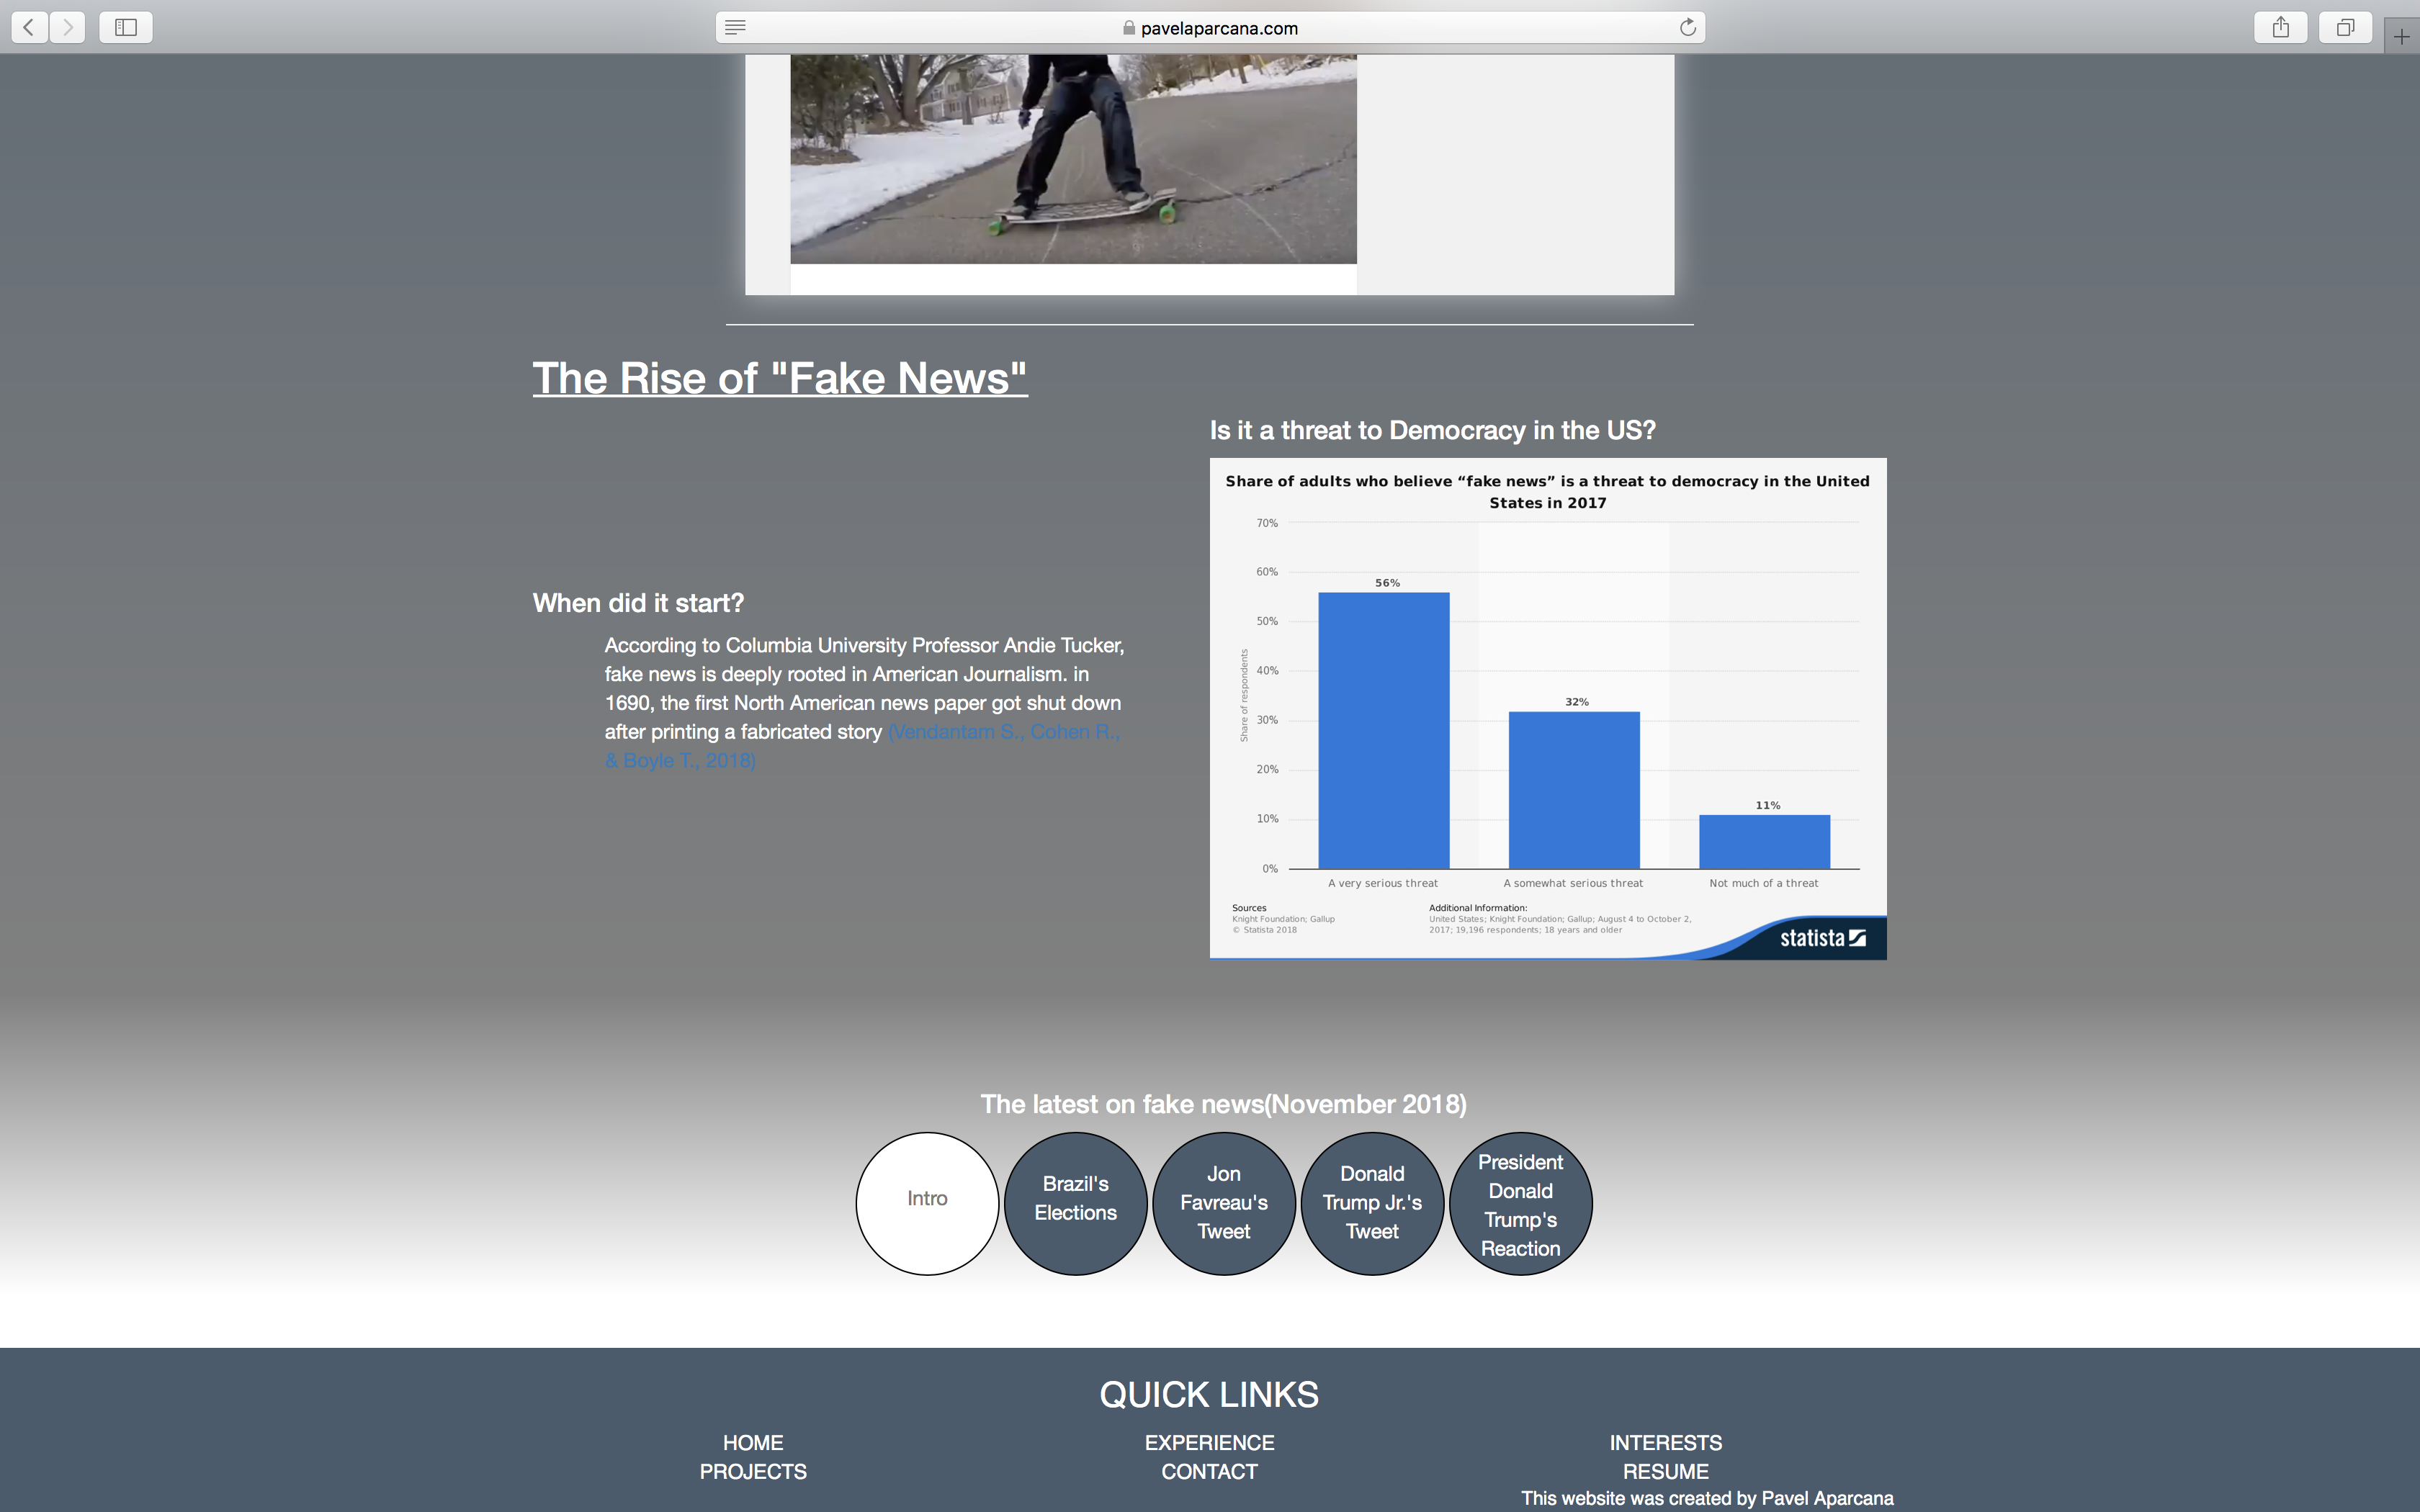 pavelaparcana.com
The Rise of "Fake News"
When did it start?
According to Columbia University Professor Andie Tucker,
fake news is deeply rooted in American Journalism. in
1690, the first North American news paper got shut down
after printing a fabricated story (Vendantam S., Cohen R.,
& Boyle T., 2018)
Is it a threat to Democracy in the US?
Share of adults who believe “fake news” is a threat to democracy in the United
States in 2017
Share of respondents
70%
60%
50%
40%
30%
20%
10%
0%
56%
32%
11%
A very serious threat
A somewhat serious threat
Not much of a threat
Sources
Knight Foundation; Gallup
© Statista 2018
Additional Information:
United States; Knight Foundation; Gallup; August 4 to October 2,
2017; 19,196 respondents; 18 years and older
statista
The latest on fake news(November 2018)
Intro
Brazil's
Elections
Jon
Favreau's
Tweet
Donald
Trump Jr.'s
Tweet
President
Donald
Trump's
Reaction
QUICK LINKS
HOME
PROJECTS
EXPERIENCE
CONTACT
INTERESTS
RESUME
This website was created by Pavel Aparcana